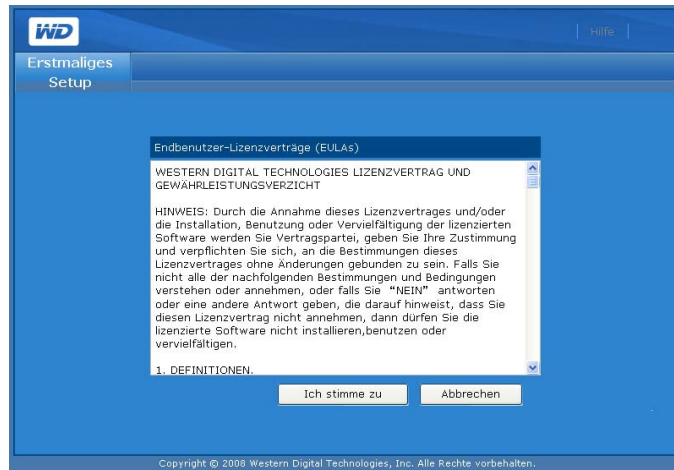 WD
Hilfe
Erstmaliges
Setup
Endbenutzer-Lizenzverträge (EULAs)
WESTERN DIGITAL TECHNOLOGIES LIZENZVERTRAG UND
GEWÄHRLEISTUNGSVERZICHT
HINWEIS: Durch die Annahme dieses Lizenzvertrages und/oder
die Installation, Benutzung oder Vervielfältigung der lizenzierten
Software werden Sie Vertragspartei, geben Sie Ihre Zustimmung
und verpflichten Sie sich, an die Bestimmungen dieses
Lizenzvertrages ohne Änderungen gebunden zu sein. Falls Sie
nicht alle der nachfolgenden Bestimmungen und Bedingungen
verstehen oder annehmen, oder falls Sie “NEIN” antworten
oder eine andere Antwort geben, die darauf hinweist, dass Sie
diesen Lizenzvertrag nicht annehmen, dann dürfen Sie die
lizenzierte Software nicht installieren,benutzen oder
vervielfältigen.
1. DEFINITIONEN.
Ich stimme zu
Abbrechen
Copyright © 2008 Western Digital Technologies, Inc. Alle Rechte vorbehalten.